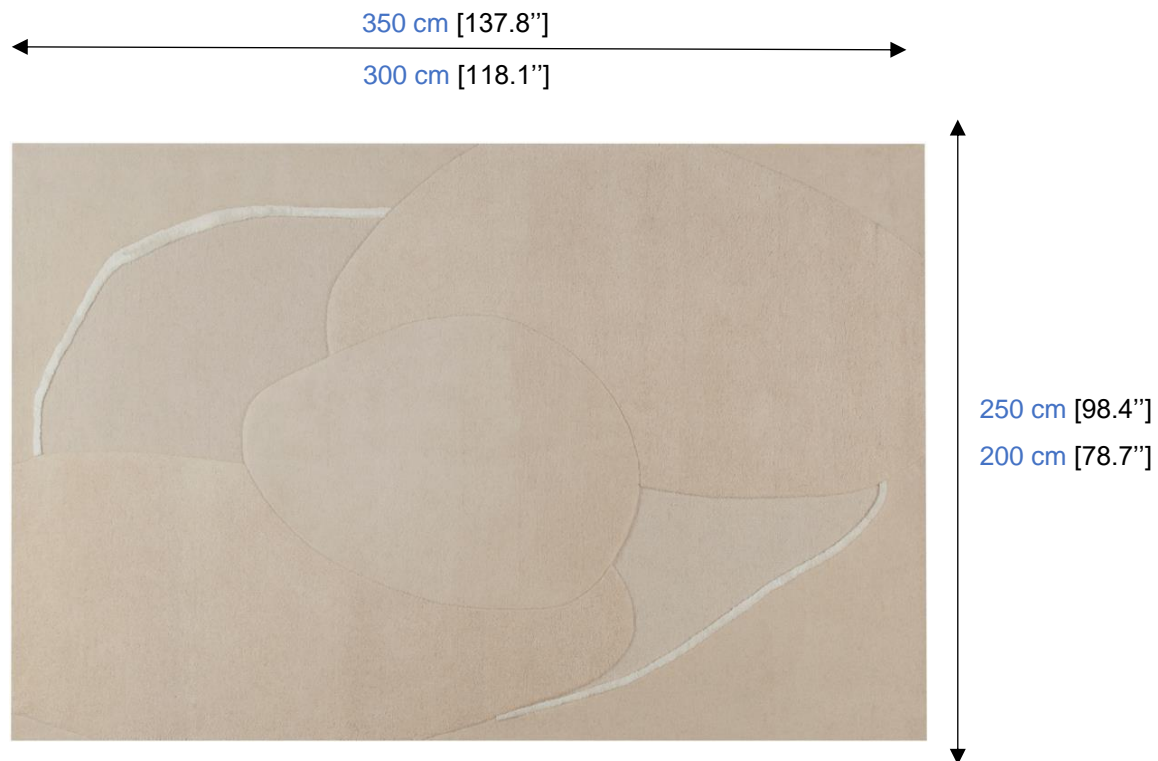 350 cm [137.8’’]
300 cm [118.1’’]
250 cm [98.4’’]
200 cm [78.7’’]